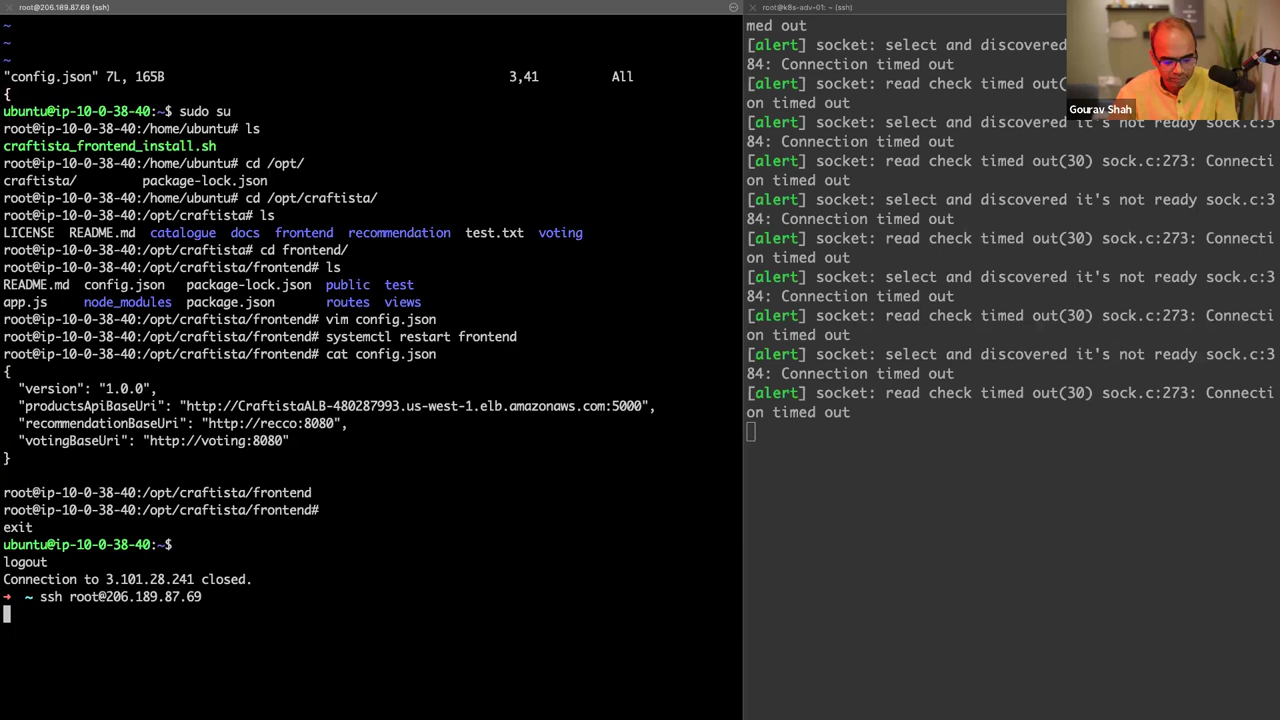 root@206.189.87.69 (ssh)
~
~
~
"config.json" 7L, 165B 3,41 All
{
ubuntu@ip-10-0-38-40:~$ sudo su
root@ip-10-0-38-40:/home/ubuntu# ls
craftista_frontend_install.sh
root@ip-10-0-38-40:/home/ubuntu# cd /opt/
craftista/ package-lock.json
root@ip-10-0-38-40:/home/ubuntu# cd /opt/craftista/
root@ip-10-0-38-40:/opt/craftista# ls
LICENSE README.md catalogue docs frontend recommendation test.txt voting
root@ip-10-0-38-40:/opt/craftista# cd frontend/
root@ip-10-0-38-40:/opt/craftista/frontend# ls
README.md config.json package-lock.json public test
app.js node_modules package.json routes views
root@ip-10-0-38-40:/opt/craftista/frontend# vim config.json
root@ip-10-0-38-40:/opt/craftista/frontend# systemctl restart frontend
root@ip-10-0-38-40:/opt/craftista/frontend# cat config.json
{
"version": "1.0.0",
"productsApiBaseUri": "http://CraftistaALB-480287993.us-west-1.elb.amazonaws.com:5000",
"recommendationBaseUri": "http://recco:8080",
"votingBaseUri": "http://voting:8080"
}
root@ip-10-0-38-40:/opt/craftista/frontend
root@ip-10-0-38-40:/opt/craftista/frontend#
exit
ubuntu@ip-10-0-38-40:~$
logout
Connection to 3.101.28.241 closed.
→ ~ ssh root@206.189.87.69
root@k8s-adv-01: ~ (ssh)
med out
[alert] socket: select and discovered
84: Connection timed out
[alert] socket: read check timed out(
on timed out
[alert] socket: select and discovered it's not ready sock.c:3
84: Connection timed out
[alert] socket: read check timed out(30) sock.c:273: Connecti
on timed out
[alert] socket: select and discovered it's not ready sock.c:3
84: Connection timed out
[alert] socket: read check timed out(30) sock.c:273: Connecti
on timed out
[alert] socket: select and discovered it's not ready sock.c:3
84: Connection timed out
[alert] socket: read check timed out(30) sock.c:273: Connecti
on timed out
[alert] socket: select and discovered it's not ready sock.c:3
84: Connection timed out
[alert] socket: read check timed out(30) sock.c:273: Connecti
on timed out
Gourav Shah